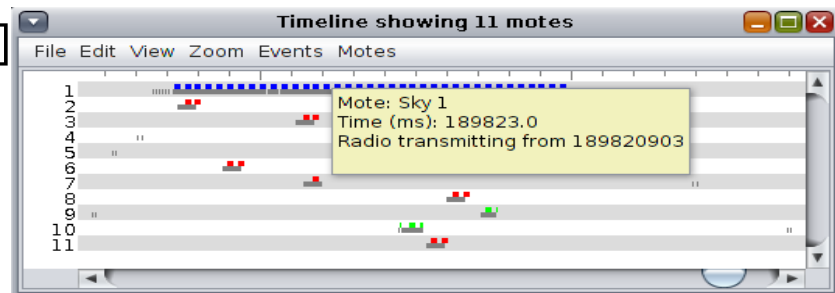 Timeline showing 11 motes
File Edit View Zoom Events Motes
1
2
3
4
5
6
7
8
9
10
11
Mote: Sky 1
Time (ms): 189823.0
Radio transmitting from 189820903